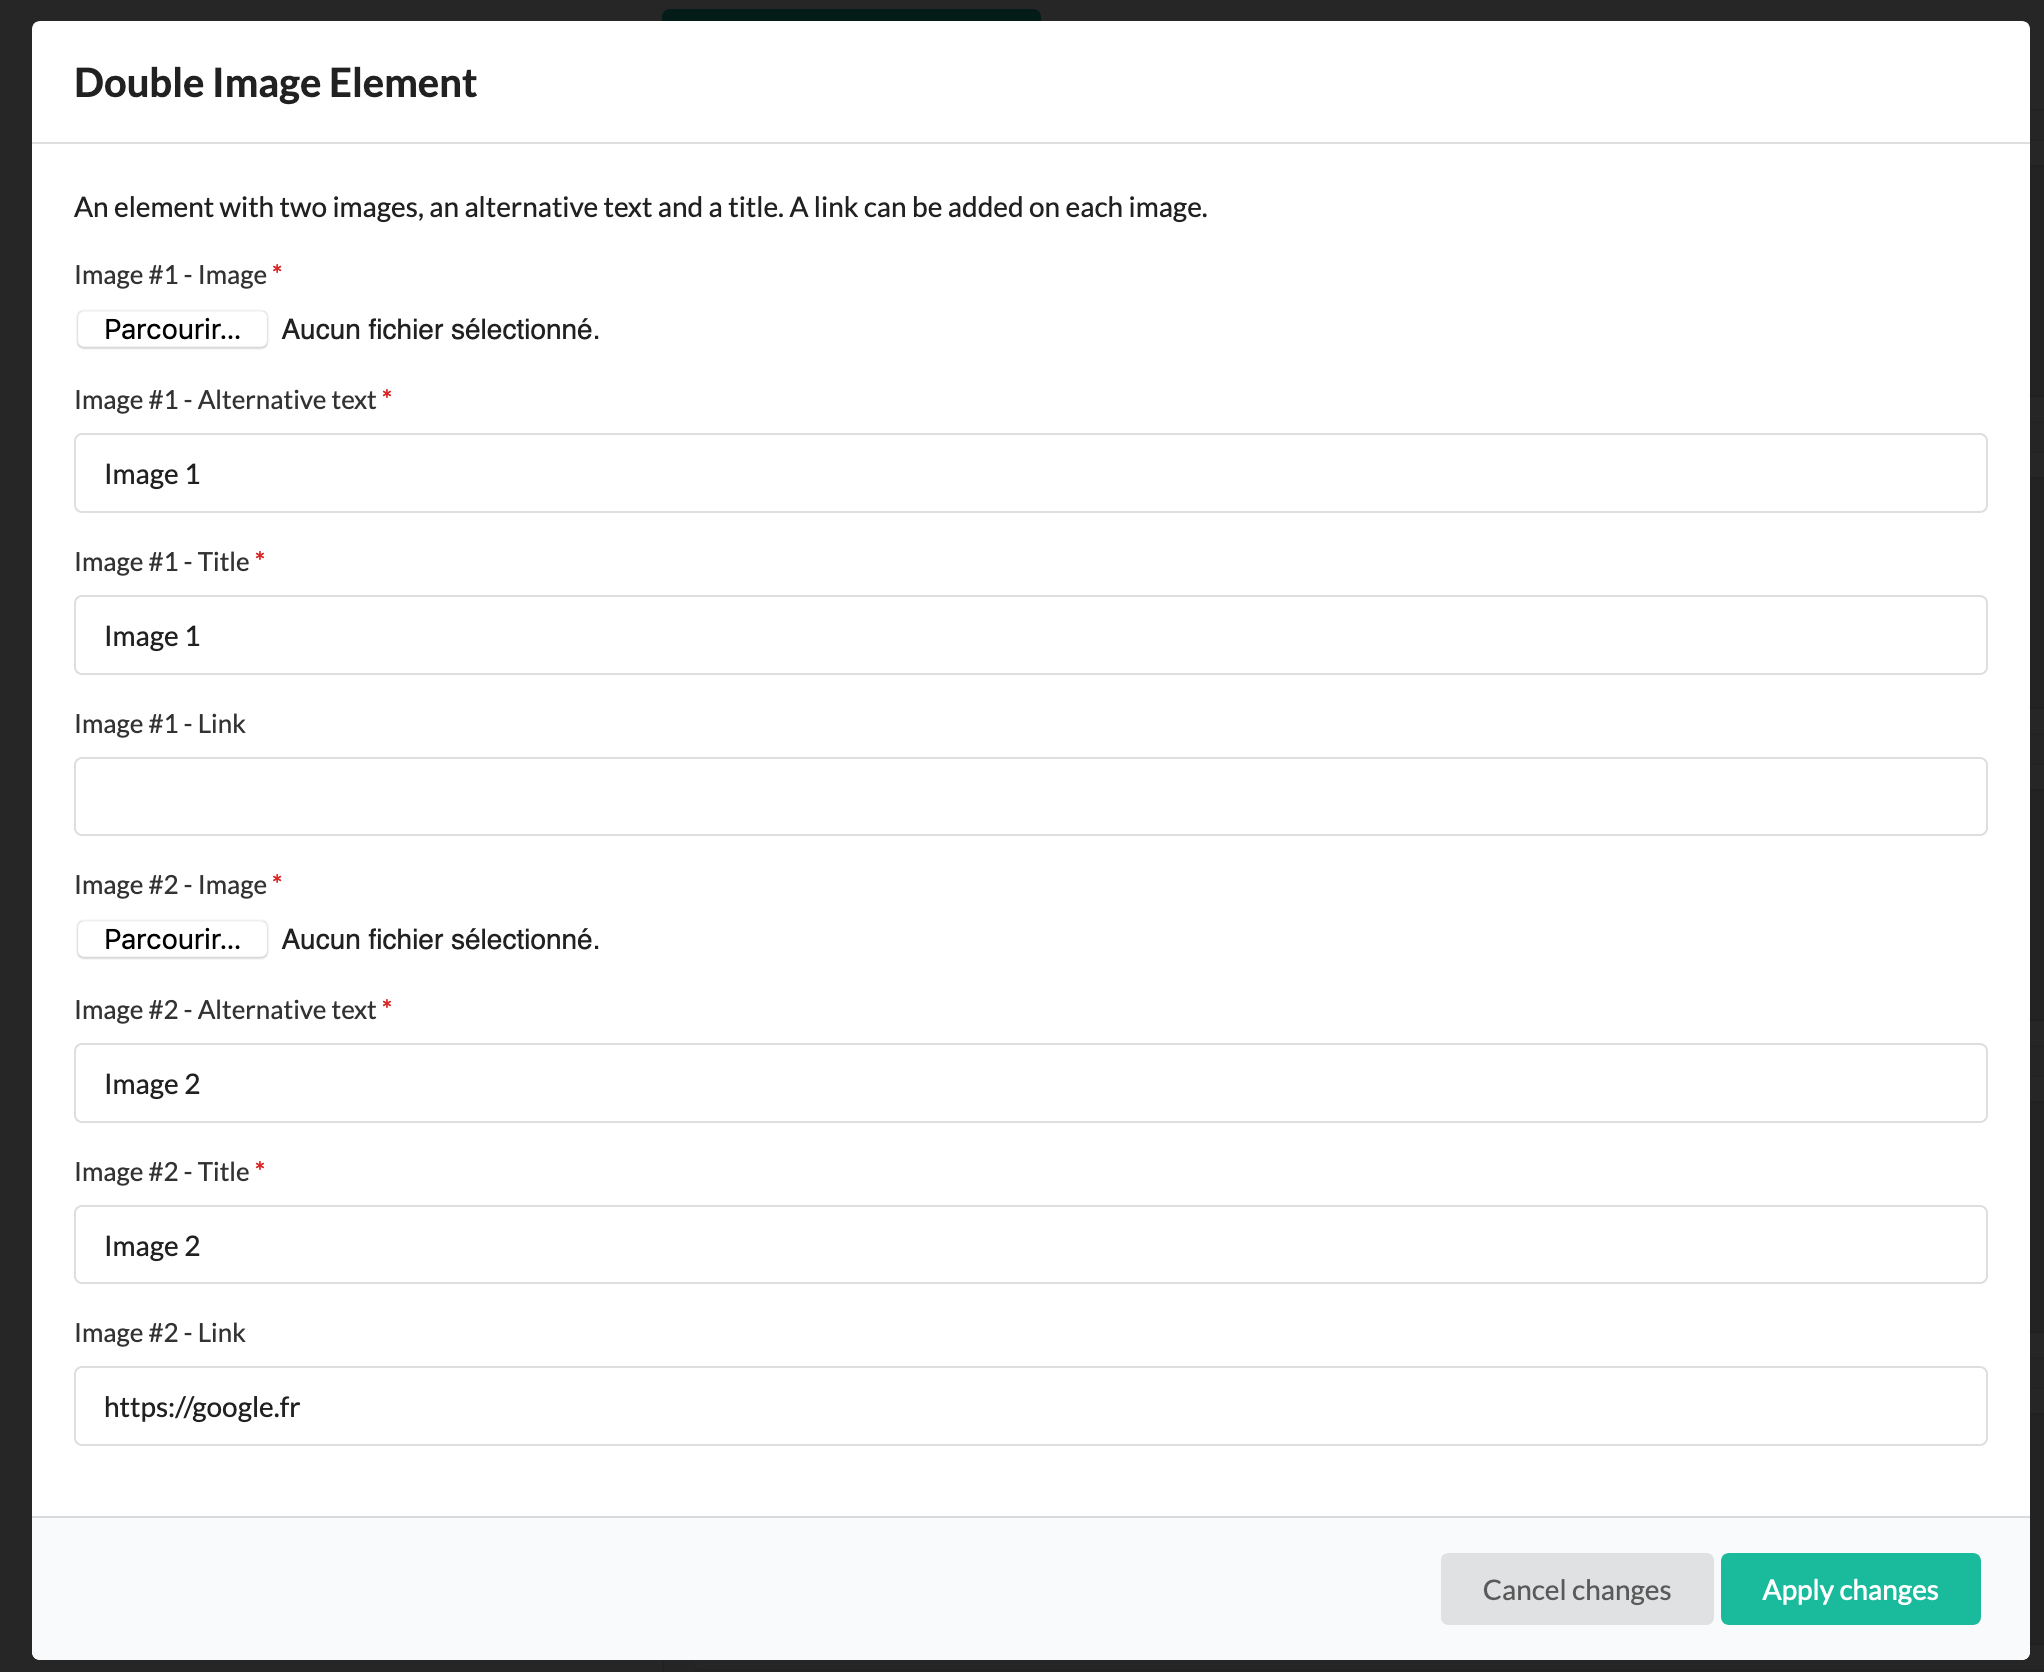 Double Image Element
An element with two images, an alternative text and a title. A link can be added on each image.
Image #1 - Image *
Parcourir... Aucun fichier sélectionné.
Image #1 - Alternative text *
Image 1
Image #1 - Title *
Image 1
Image #1 - Link
Image #2 - Image *
Parcourir... Aucun fichier sélectionné.
Image #2 - Alternative text *
Image 2
Image #2 - Title *
Image 2
Image #2 - Link
https://google.fr
Cancel changes Apply changes